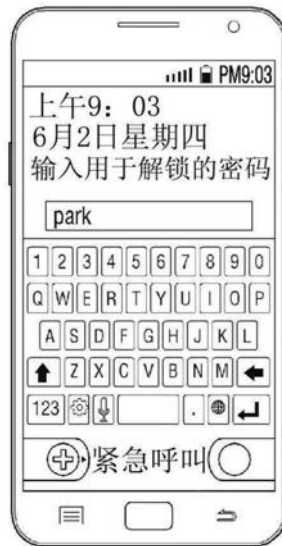 PM9:03
上午9：03
6月2日星期四
输入用于解锁的密码
park
1 2 3 4 5 6 7 8 9 0
Q W E R T Y U I O P
A S D F G H J K L
Z X C V B N M
123 .
紧急呼叫